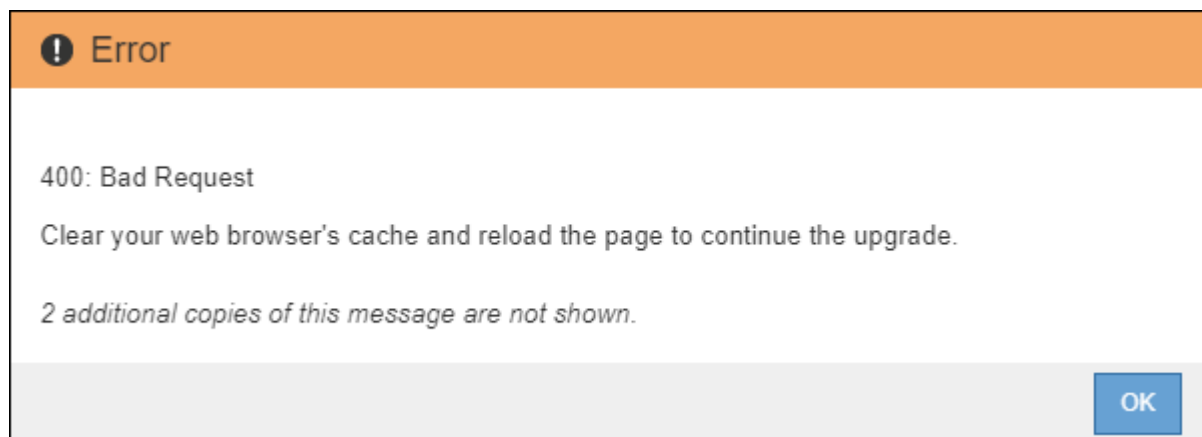 Error
400: Bad Request
Clear your web browser's cache and reload the page to continue the upgrade.
2 additional copies of this message are not shown.
OK